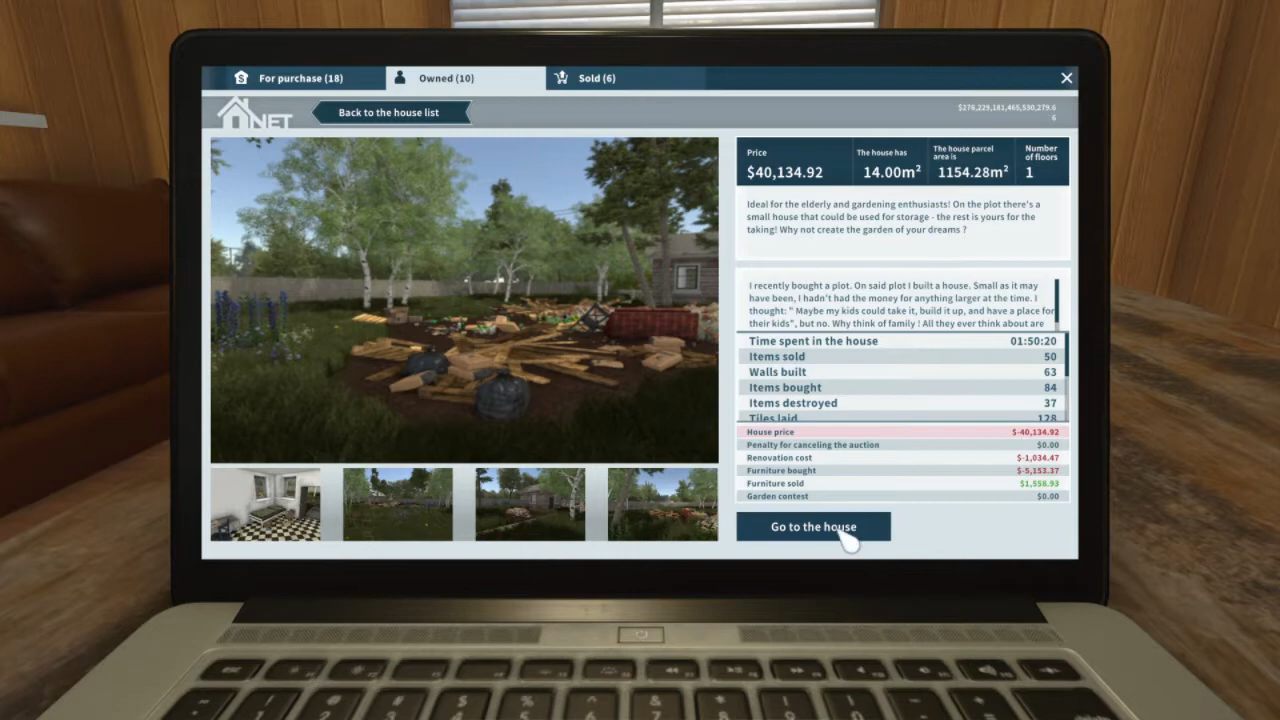 For purchase (18)
Owned (10)
Sold (6)
NET
Back to the house list
$276,229,181,465,530,279.6
6
Price
$40,134.92
The house has
14.00m²
The house parcel
area is
1154.28m²
Number
of floors
1
Ideal for the elderly and gardening enthusiasts! On the plot there's a
small house that could be used for storage - the rest is yours for the
taking! Why not create the garden of your dreams ?
I recently bought a plot. On said plot I built a house. Small as it may
have been, I hadn't had the money for anything larger at the time. I
thought: " Maybe my kids could take it, build it up, and have a place for
their kids", but no. Why think of family ! All they ever think about are
Time spent in the house 01:50:20
Items sold 50
Walls built 63
Items bought 84
Items destroyed 37
Tiles laid 128
House price $-40,134.92
Penalty for canceling the auction $0.00
Renovation cost $-1,034.47
Furniture bought $-5,153.37
Furniture sold $1,558.93
Garden contest $0.00
Go to the house